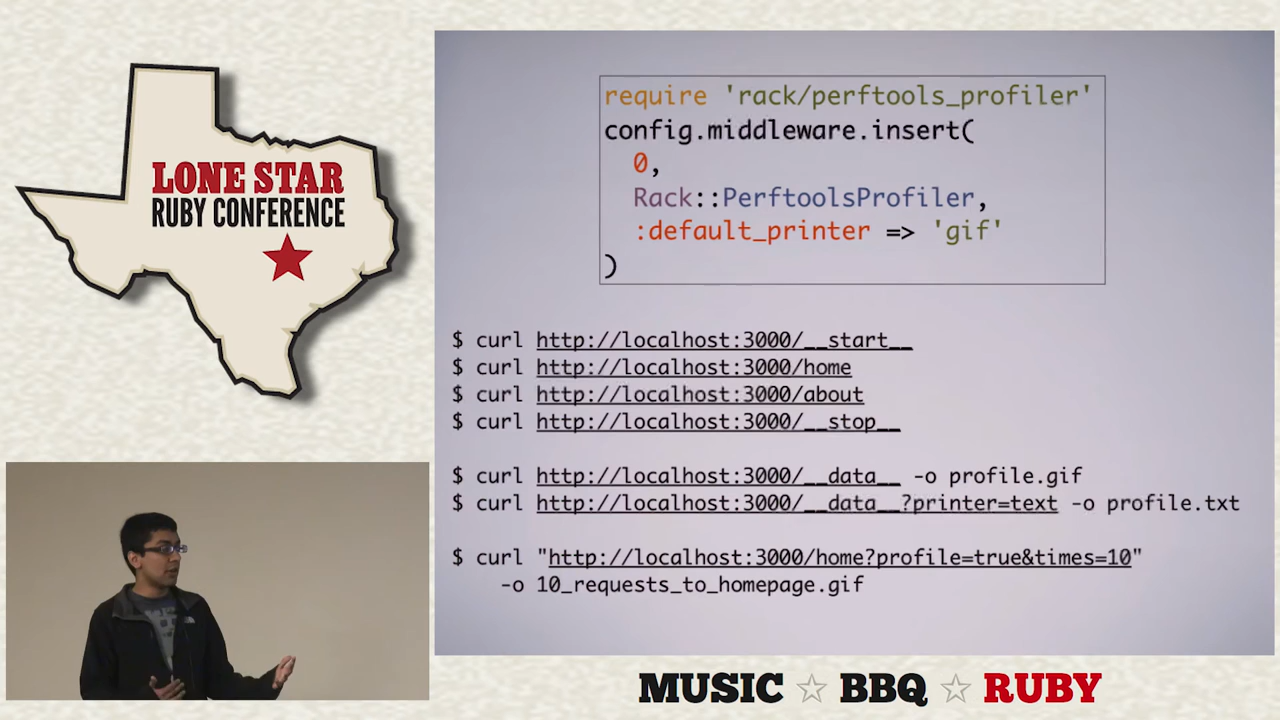 LONE STAR
RUBY CONFERENCE
require 'rack/perftools_profiler'
config.middleware.insert(
0,
Rack::PerftoolsProfiler,
:default_printer => 'gif'
)
$ curl http://localhost:3000/__start__
$ curl http://localhost:3000/home
$ curl http://localhost:3000/about
$ curl http://localhost:3000/__stop__
$ curl http://localhost:3000/__data__ -o profile.gif
$ curl http://localhost:3000/__data__?printer=text -o profile.txt
$ curl "http://localhost:3000/home?profile=true&times=10"
-o 10_requests_to_homepage.gif
MUSIC ☆ BBQ ☆ RUBY